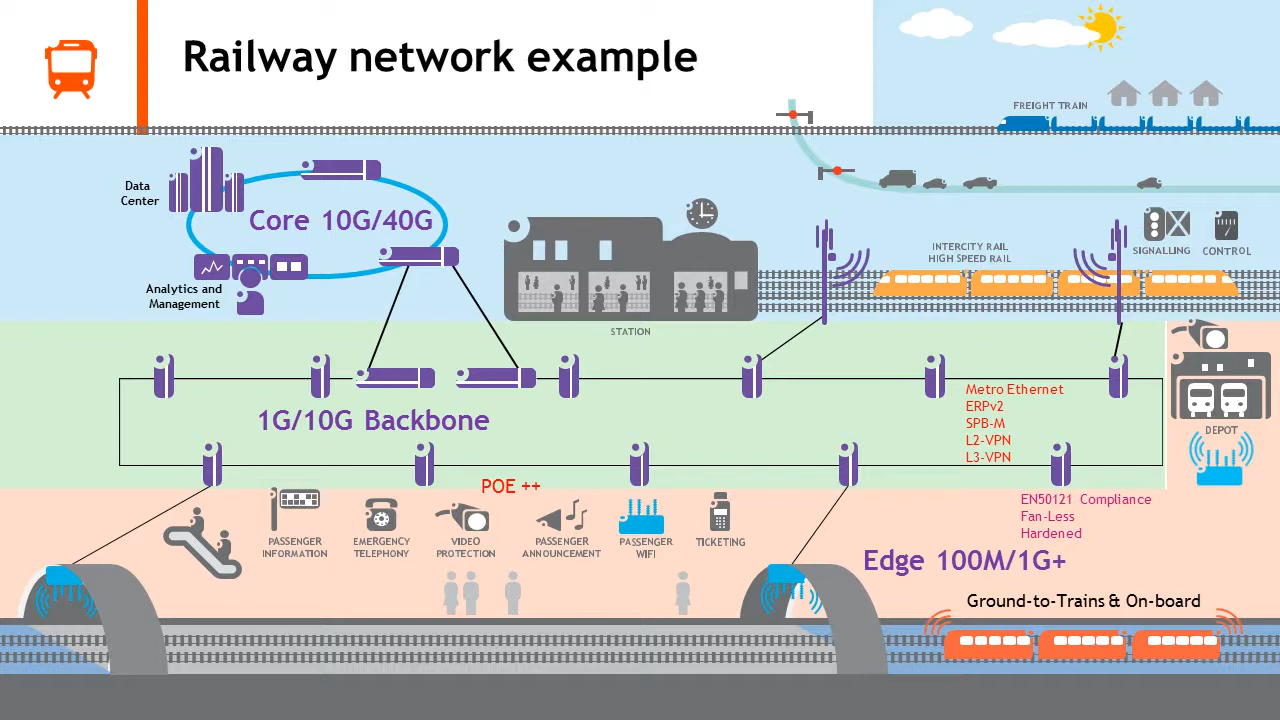 Railway network example
FREIGHT TRAIN
Data
Center
Core 10G/40G
Analytics and
Management
STATION
INTERCITY RAIL
HIGH SPEED RAIL
SIGNALLING
CONTROL
1G/10G Backbone
Metro Ethernet
ERPv2
SPB-M
L2-VPN
L3-VPN
DEPOT
POE ++
EN50121 Compliance
Fan-Less
Hardened
PASSENGER
INFORMATION
EMERGENCY
TELEPHONY
VIDEO
PROTECTION
PASSENGER
ANNOUNCEMENT
PASSENGER
WIFI
TICKETING
Edge 100M/1G+
Ground-to-Trains & On-board